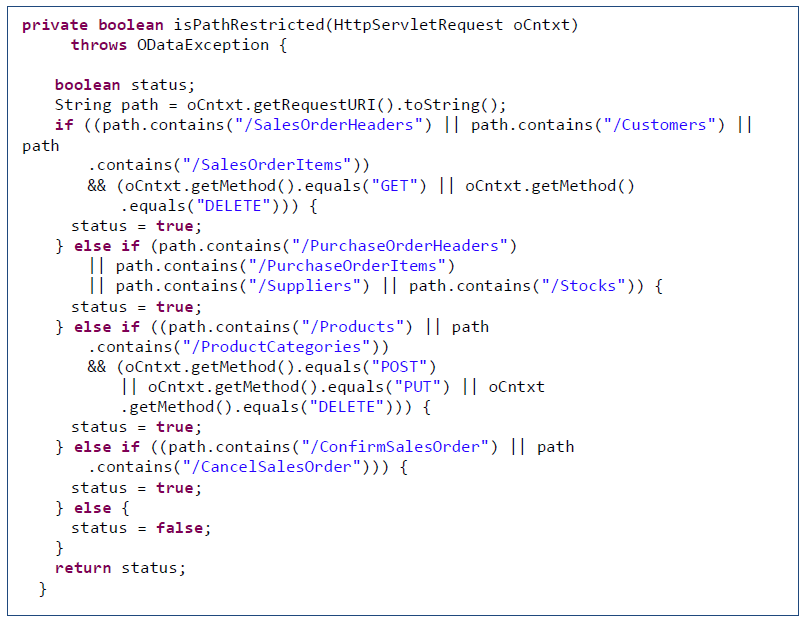 private boolean isPathRestricted(HttpServletRequest oCntxt)
throws ODataException {
boolean status;
String path = oCntxt.getRequestURI().toString();
if ((path.contains("/SalesOrderHeaders") || path.contains("/Customers") ||
path
.contains("/SalesOrderItems"))
&& (oCntxt.getMethod().equals("GET") || oCntxt.getMethod()
.equals("DELETE"))) {
status = true;
} else if (path.contains("/PurchaseOrderHeaders")
|| path.contains("/PurchaseOrderItems")
|| path.contains("/Suppliers") || path.contains("/Stocks")) {
status = true;
} else if ((path.contains("/Products") || path
.contains("/ProductCategories"))
&& (oCntxt.getMethod().equals("POST")
|| oCntxt.getMethod().equals("PUT") || oCntxt
.getMethod().equals("DELETE"))) {
status = true;
} else if ((path.contains("/ConfirmSalesOrder") || path
.contains("/CancelSalesOrder"))) {
status = true;
} else {
status = false;
}
return status;
}